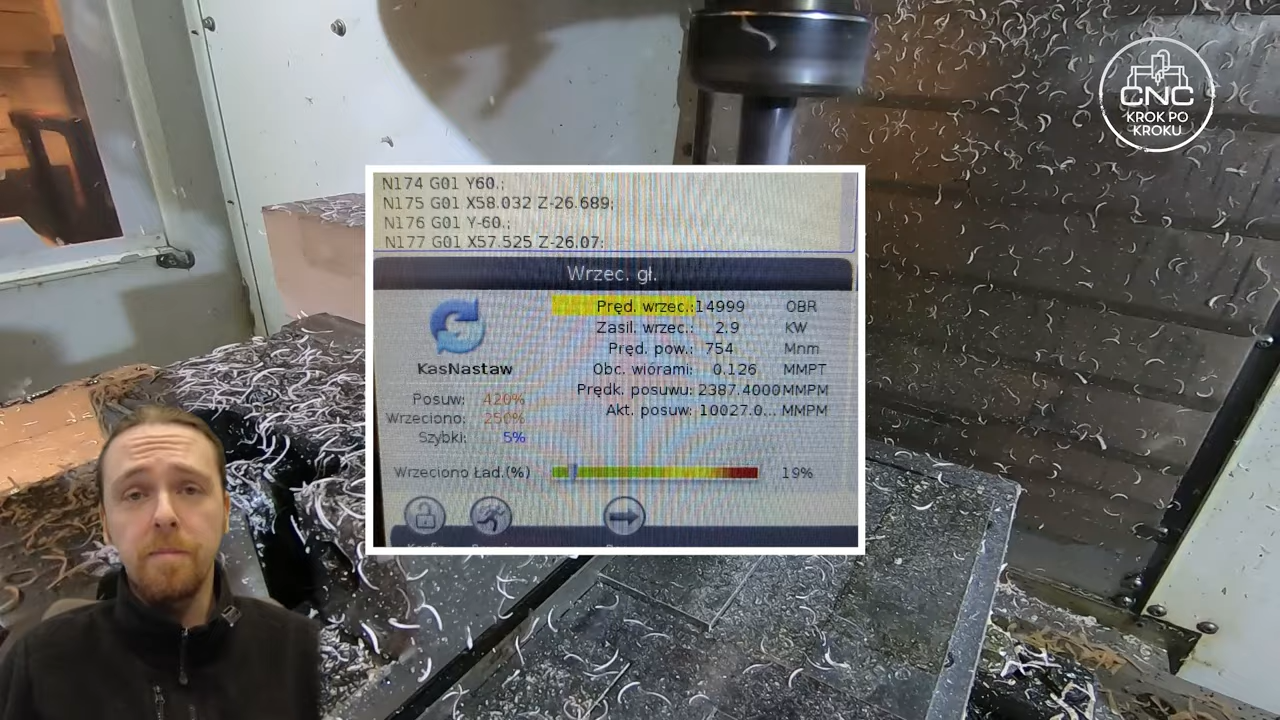 CNC
KROK PO
KROKU
N174 G01 Y60.;
N175 G01 X58.032 Z-26.689;
N176 G01 Y-60.;
N177 G01 X57.525 Z-26.07;
Wrzec. gł.
KasNastaw
Posuw: 420%
Wrzeciono: 250%
Szybki: 5%
Pręd. wrzec.: 14999 OBR
Zasil. wrzec.: 2.9 KW
Pręd. pow.: 754 Mnm
Obc. wiórami: 0.126 MMPT
Prędk. posuwu: 2387.4000 MMPM
Akt. posuw: 10027.0... MMPM
Wrzeciono Ład.(%) 19%